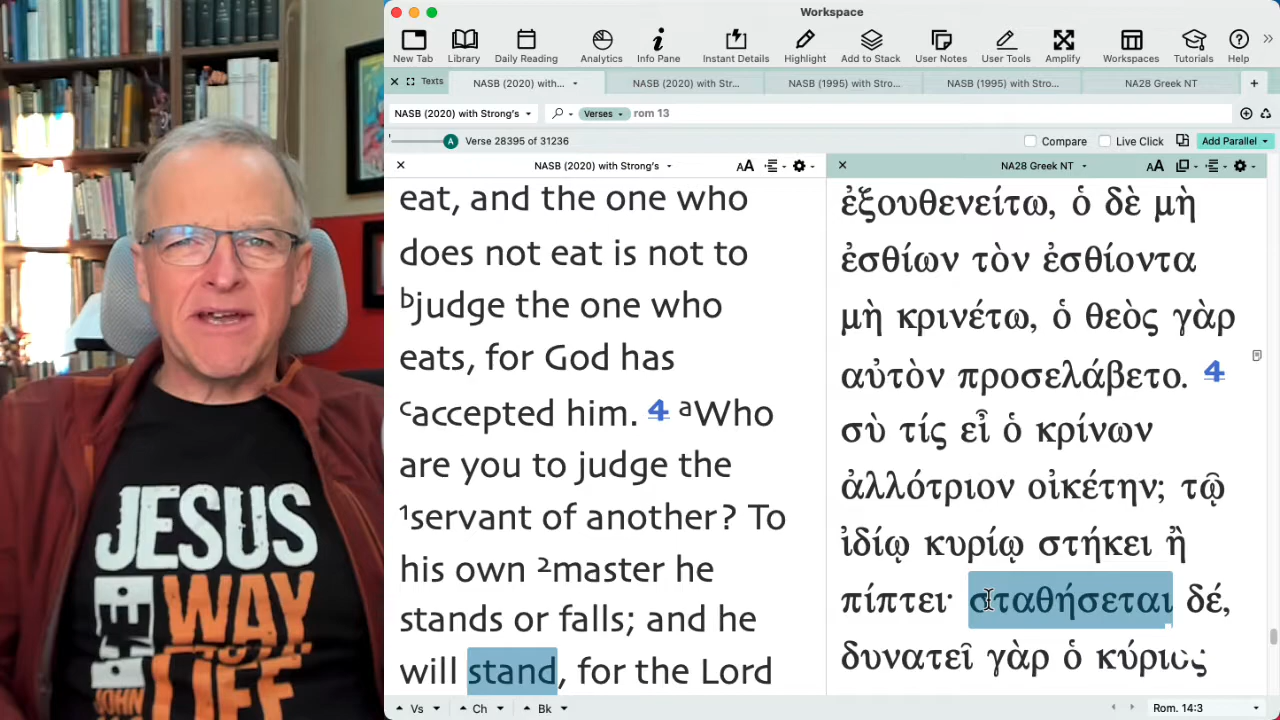 Workspace
New Tab Library Daily Reading Analytics Info Pane Instant Details Highlight Add to Stack User Notes User Tools Amplify Workspaces Tutorials Help
Texts NASB (2020) with... NASB (2020) with Str... NASB (1995) with Stro... NASB (1995) with Stro... NA28 Greek NT
NASB (2020) with Strong's Verses rom 13
A Verse 28395 of 31236 Compare Live Click Add Parallel
NASB (2020) with Strong's
eat, and the one who
does not eat is not to
ᵇjudge the one who
eats, for God has
ᶜaccepted him. 4 ᵃWho
are you to judge the
¹servant of another? To
his own ²master he
stands or falls; and he
will stand, for the Lord
NA28 Greek NT
ἐξουθενείτω, ὁ δὲ μὴ
ἐσθίων τὸν ἐσθίοντα
μὴ κρινέτω, ὁ θεὸς γὰρ
αὐτὸν προσελάβετο. 4
σὺ τίς εἶ ὁ κρίνων
ἀλλότριον οἰκέτην; τῷ
ἰδίῳ κυρίῳ στήκει ἢ
πίπτει· σταθήσεται δέ,
δυνατεῖ γὰρ ὁ κύριος
Vs Ch Bk Rom. 14:3
JESUS
THE WAY
JOHN LIFE